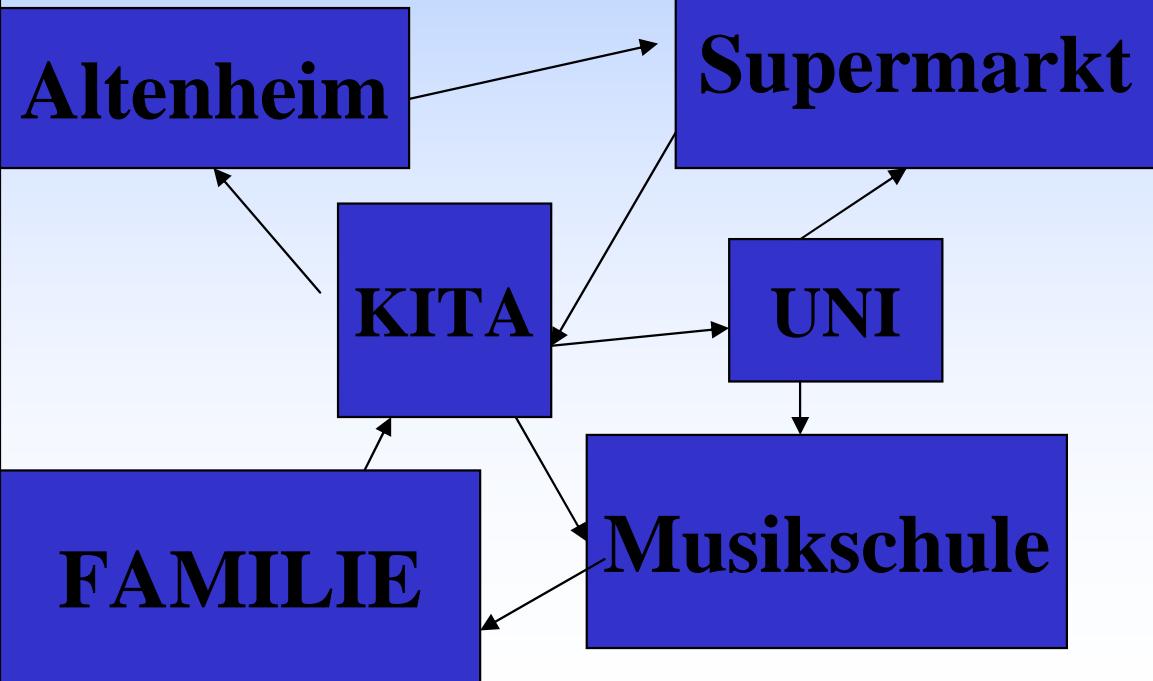 Altenheim
Supermarkt
KITA
UNI
FAMILIE
Musikschule